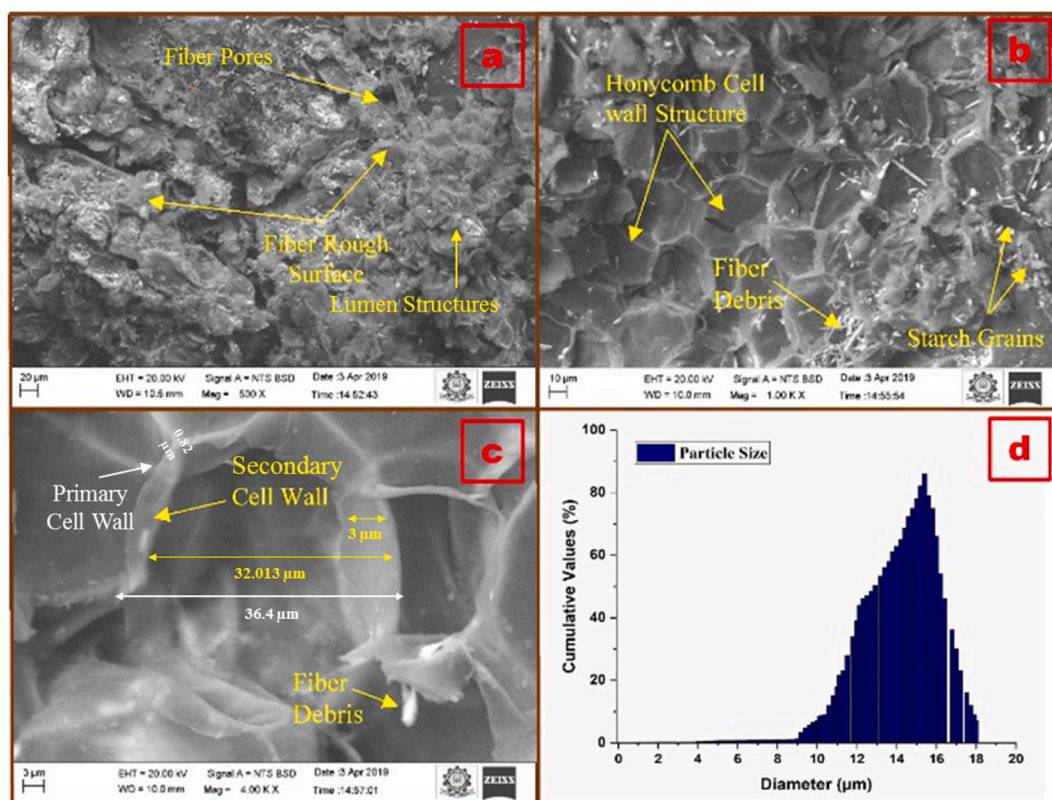 a
Fiber Pores
Fiber Rough
Surface
Lumen Structures
20 µm
EHT = 20.00 kV
Signal A = NTS BSD
Date :3 Apr 2019
WD = 10.5 mm
Mag = 500 X
Time :14:52:43
ZEISS
b
Honycomb Cell
wall Structure
Fiber
Debris
Starch Grains
10 µm
EHT = 20.00 kV
Signal A = NTS BSD
Date :3 Apr 2019
WD = 10.0 mm
Mag = 1.00 K X
Time :14:55:54
ZEISS
c
0.82
µm
Primary
Cell Wall
Secondary
Cell Wall
3 µm
32.013 µm
36.4 µm
Fiber
Debris
3 µm
EHT = 20.00 kV
Signal A = NTS BSD
Date :3 Apr 2019
WD = 10.0 mm
Mag = 4.00 K X
Time :14:57:01
ZEISS
d
Particle Size
Cumulative Values (%)
100
80
60
40
20
0
0 2 4 6 8 10 12 14 16 18 20
Diameter (µm)